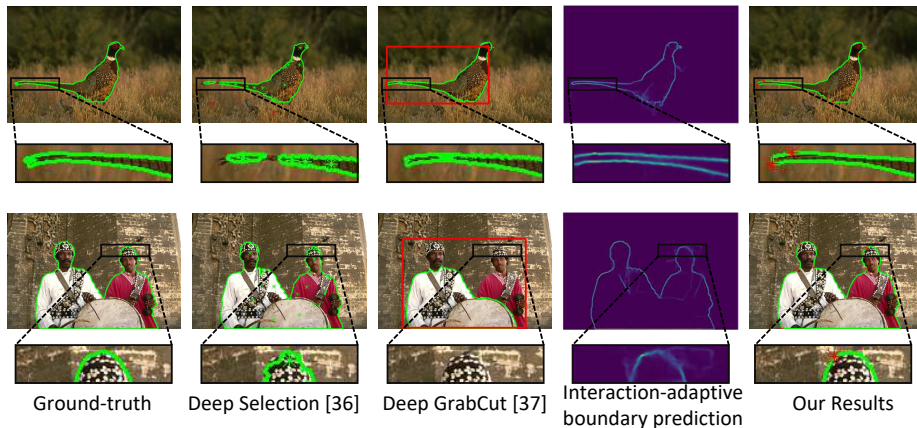 Ground-truth
Deep Selection [36]
Deep GrabCut [37]
Interaction-adaptive
boundary prediction
Our Results